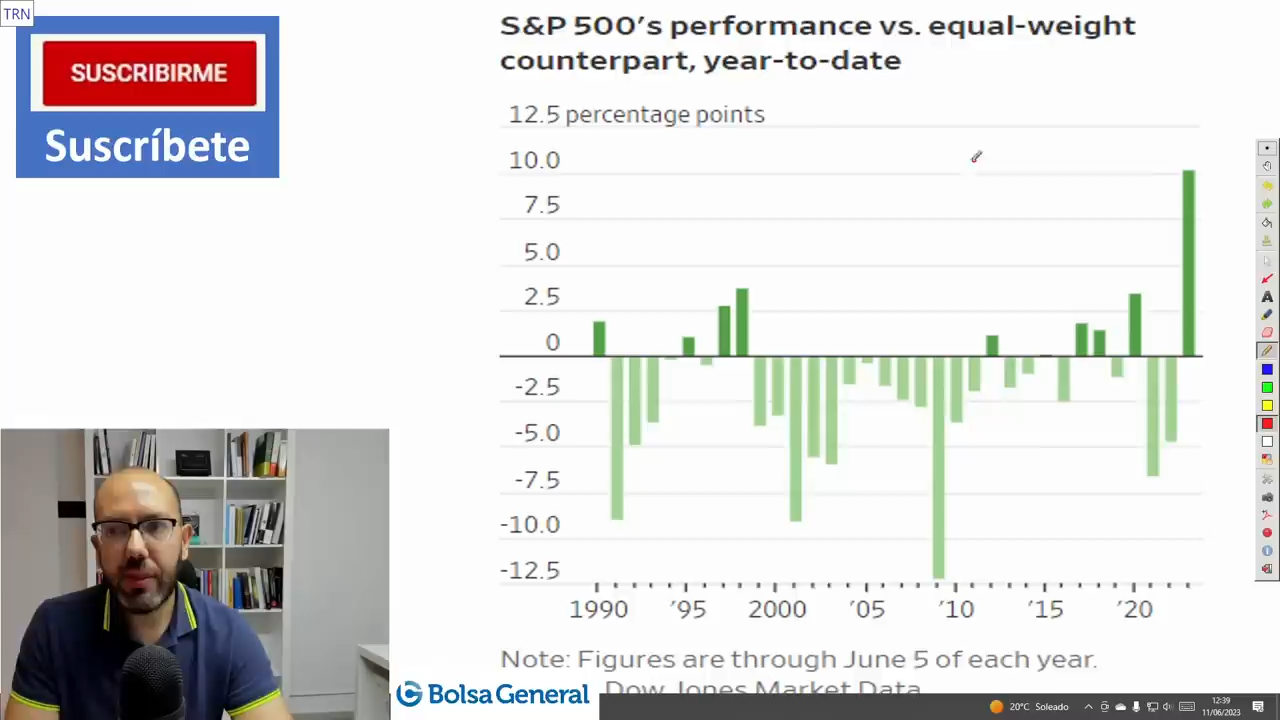 TRN
SUSCRIBIRME
Suscríbete
S&P 500's performance vs. equal-weight
counterpart, year-to-date
12.5 percentage points
10.0
7.5
5.0
2.5
0
-2.5
-5.0
-7.5
-10.0
-12.5
1990 '95 2000 '05 '10 '15 '20
Note: Figures are through June 5 of each year.
Dow Jones Market Data
Bolsa General
20°C Soleado
12:39
11/06/2023